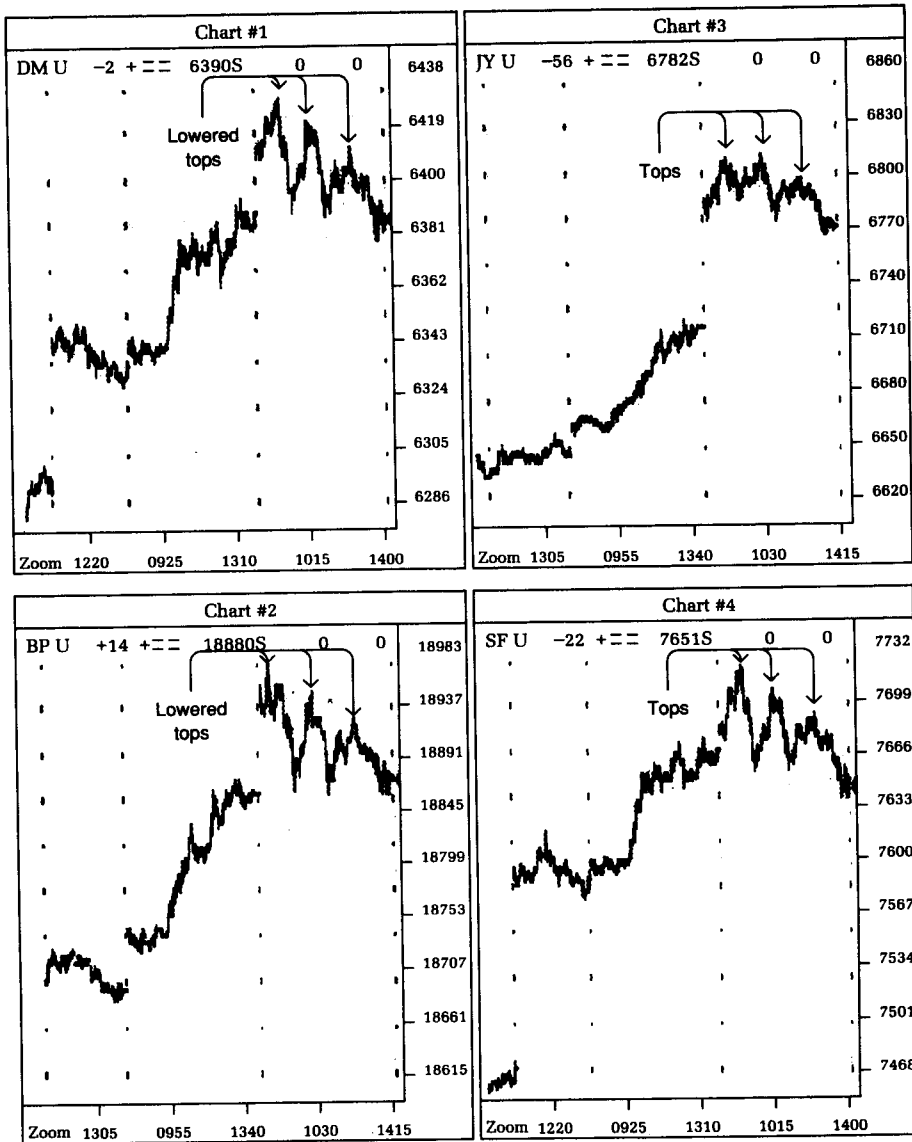 Chart #1
DM U −2 + == 6390S 0 0
Lowered
tops
6438
6419
6400
6381
6362
6343
6324
6305
6286
Zoom 1220 0925 1310 1015 1400
Chart #3
JY U −56 + == 6782S 0 0
Tops
6860
6830
6800
6770
6740
6710
6680
6650
6620
Zoom 1305 0955 1340 1030 1415
Chart #2
BP U +14 + == 18880S 0 0
Lowered
tops
18983
18937
18891
18845
18799
18753
18707
18661
18615
Zoom 1305 0955 1340 1030 1415
Chart #4
SF U −22 + == 7651S 0 0
Tops
7732
7699
7666
7633
7600
7567
7534
7501
7468
Zoom 1220 0925 1310 1015 1400